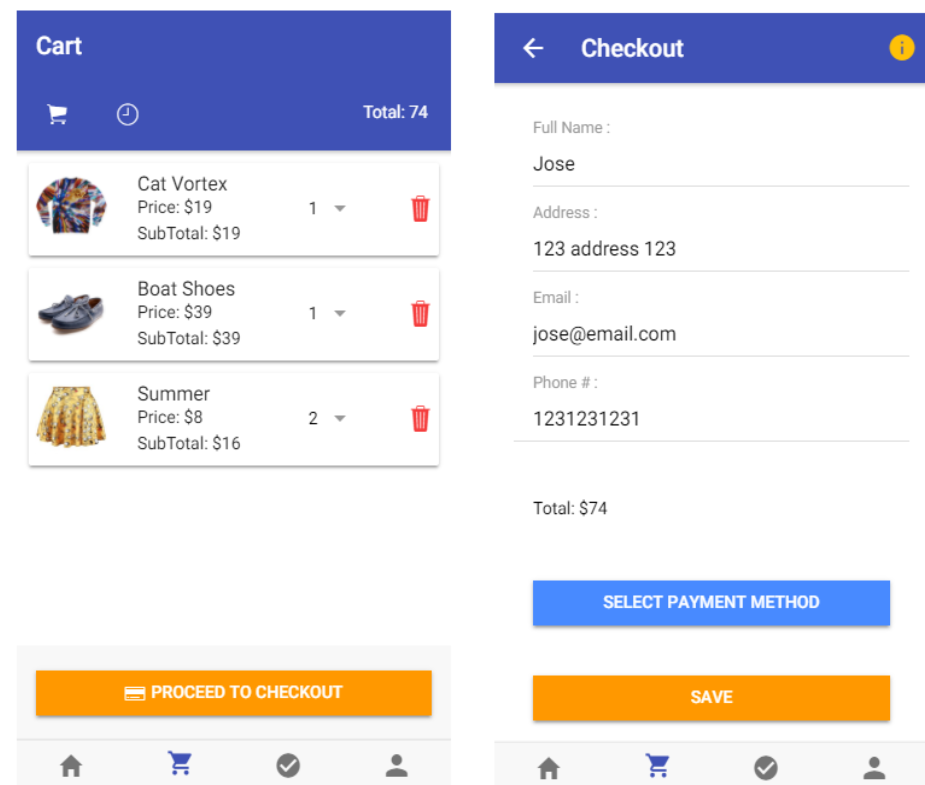 Cart
Total: 74
Cat Vortex
Price: $19
SubTotal: $19
1
Boat Shoes
Price: $39
SubTotal: $39
1
Summer
Price: $8
SubTotal: $16
2
PROCEED TO CHECKOUT
Checkout
Full Name :
Jose
Address :
123 address 123
Email :
jose@email.com
Phone # :
1231231231
Total: $74
SELECT PAYMENT METHOD
SAVE